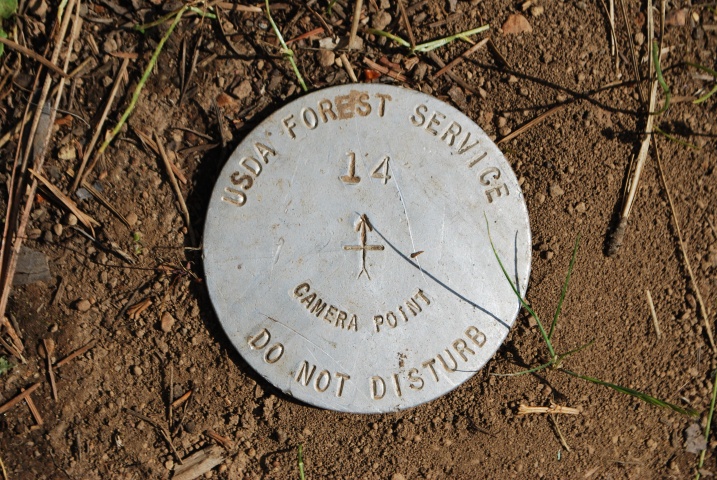 USDA FOREST SERVICE
14
CAMERA POINT
DO NOT DISTURB